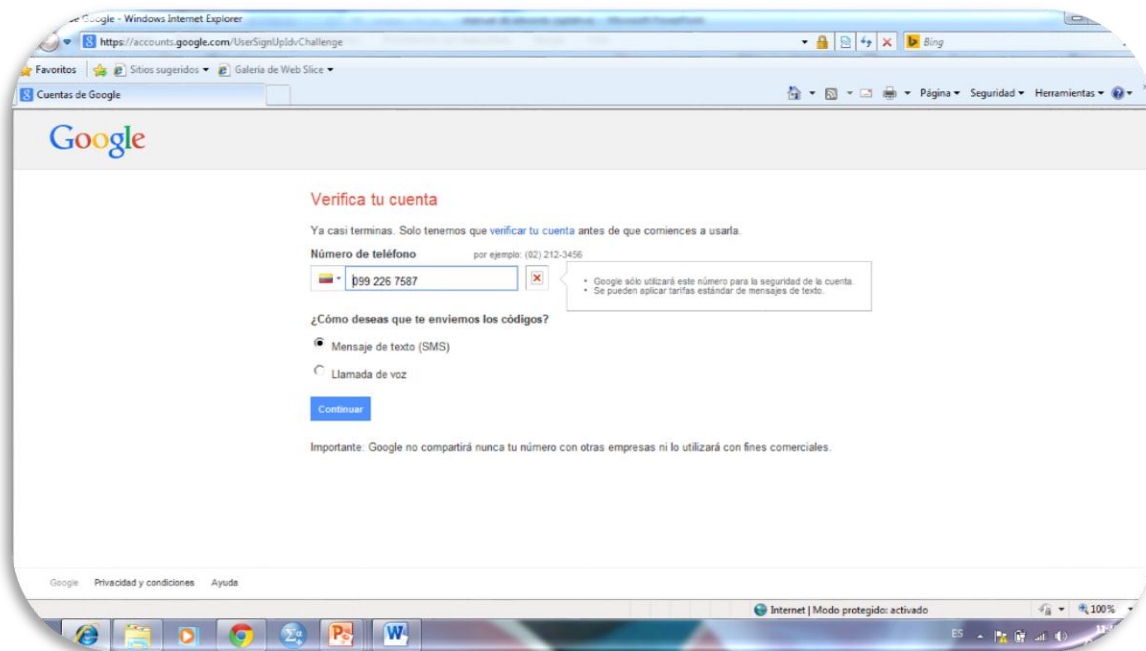 Google - Windows Internet Explorer
https://accounts.google.com/UserSignUpIdvChallenge
Bing
Favoritos Sitios sugeridos Galería de Web Slice
Cuentas de Google
Página Seguridad Herramientas
Google
Verifica tu cuenta
Ya casi terminas. Solo tenemos que verificar tu cuenta antes de que comiences a usarla.
Número de teléfono por ejemplo: (02) 212-3456
099 226 7587
Google sólo utilizará este número para la seguridad de la cuenta.
Se pueden aplicar tarifas estándar de mensajes de texto.
¿Cómo deseas que te enviemos los códigos?
Mensaje de texto (SMS)
Llamada de voz
Continuar
Importante: Google no compartirá nunca tu número con otras empresas ni lo utilizará con fines comerciales.
Google Privacidad y condiciones Ayuda
Internet | Modo protegido: activado 100%
ES